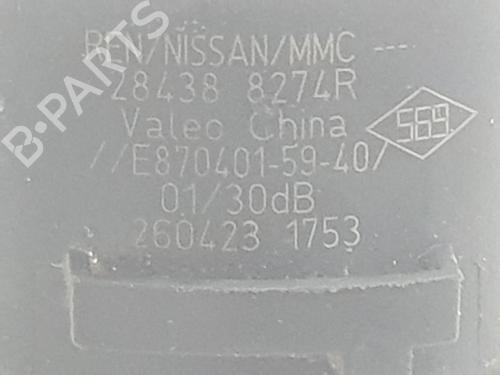 REN/NISSAN/MMC ---
28438 8274R
Valeo China
569
//E870401-59-40/
01/30dB
260423 1753
B-PARTS